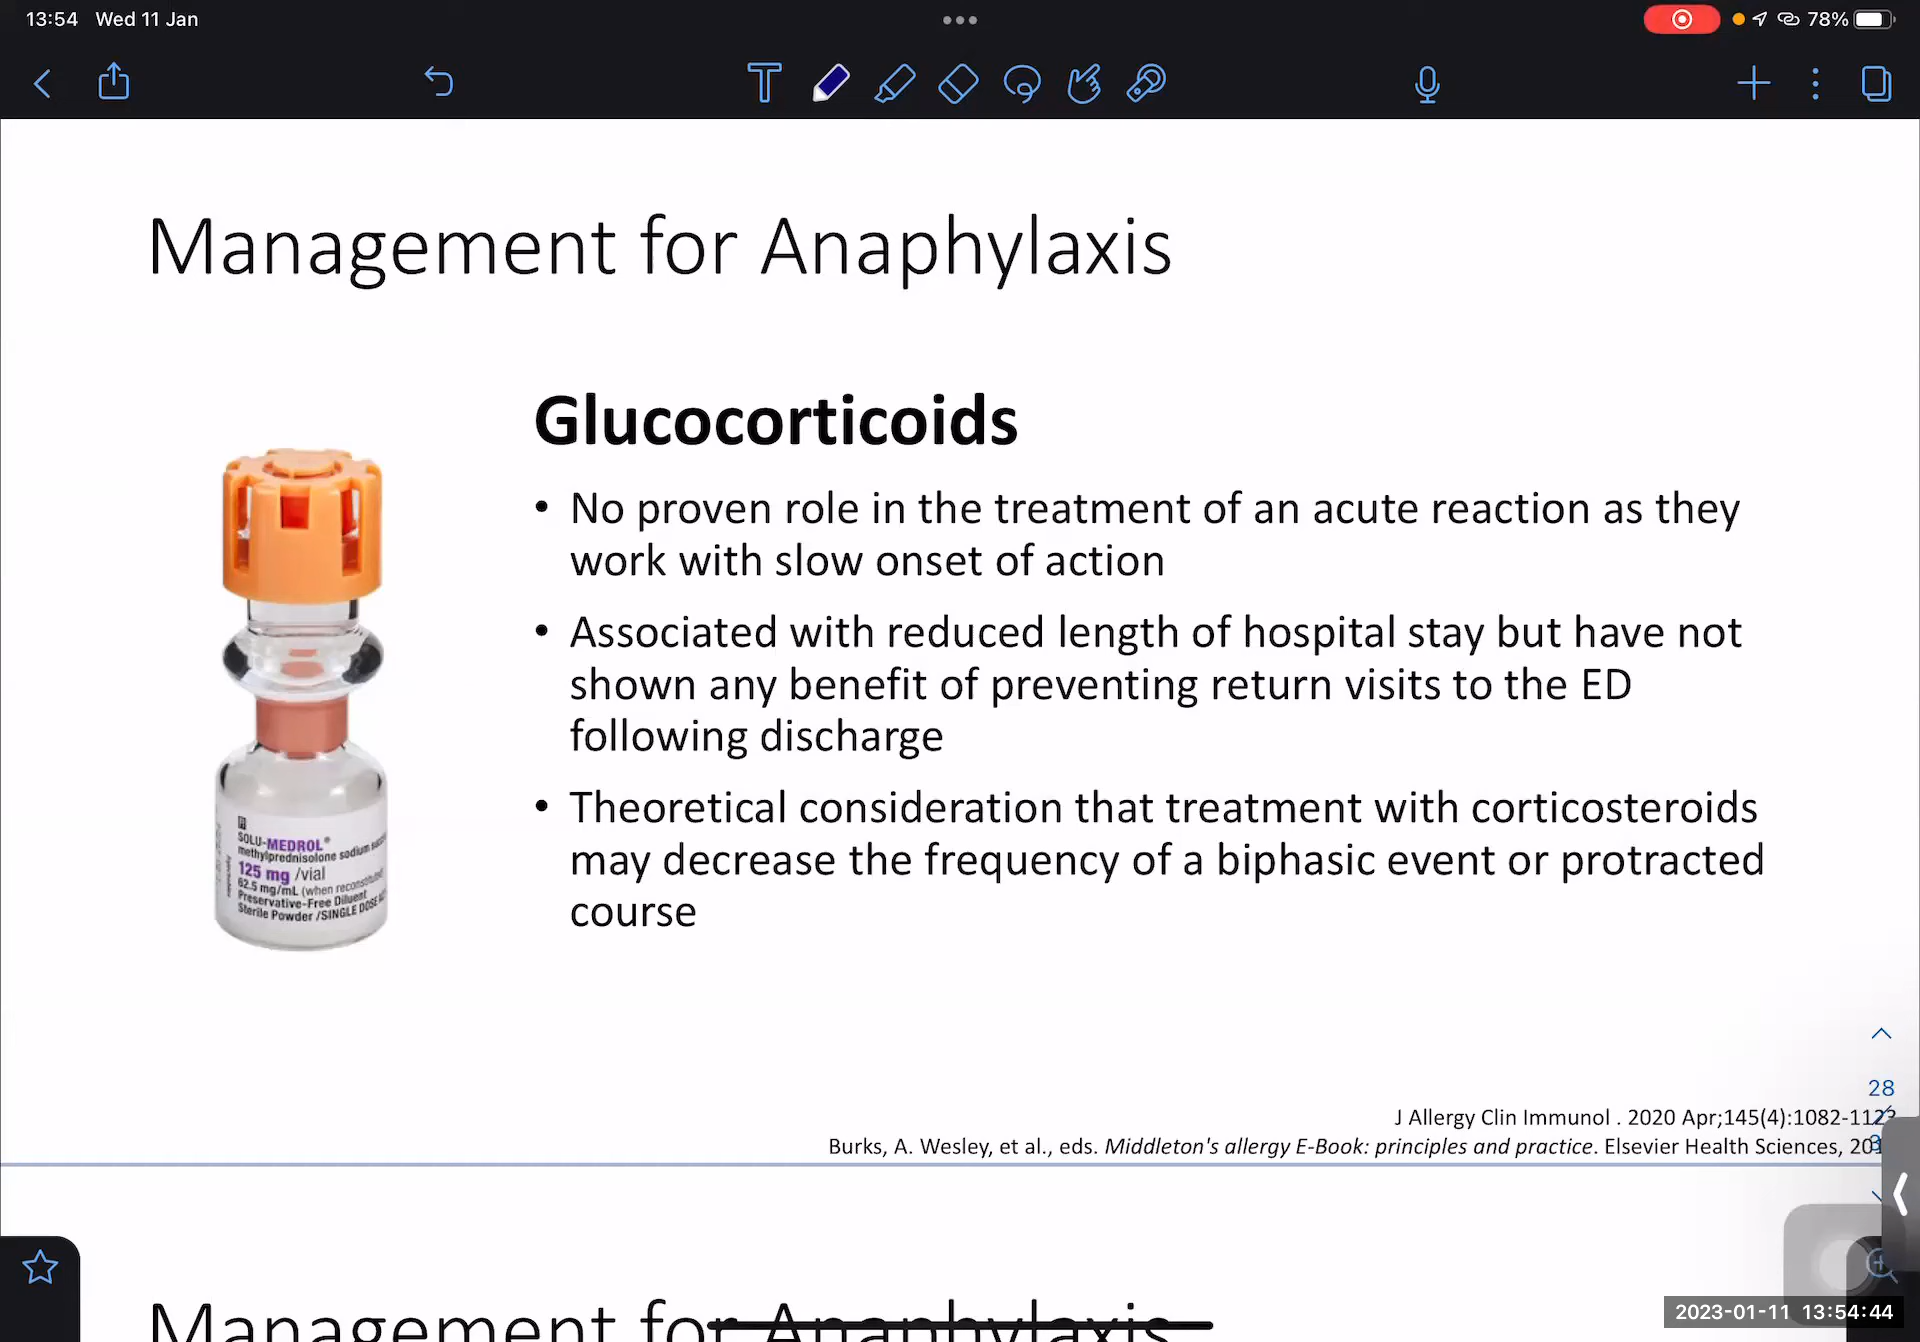 13:54 Wed 11 Jan
78%
Management for Anaphylaxis
Glucocorticoids
• No proven role in the treatment of an acute reaction as they
work with slow onset of action
• Associated with reduced length of hospital stay but have not
shown any benefit of preventing return visits to the ED
following discharge
• Theoretical consideration that treatment with corticosteroids
may decrease the frequency of a biphasic event or protracted
course
SOLU-MEDROL®
methylprednisolone sodium
125 mg /vial
62.5 mg/mL (when reconstituted)
Preservative-Free Diluent
Sterile Powder /SINGLE DOSE
28
J Allergy Clin Immunol . 2020 Apr;145(4):1082-1123
Burks, A. Wesley, et al., eds. Middleton's allergy E-Book: principles and practice. Elsevier Health Sciences,
Management for Anaphylaxis
2023-01-11 13:54:44